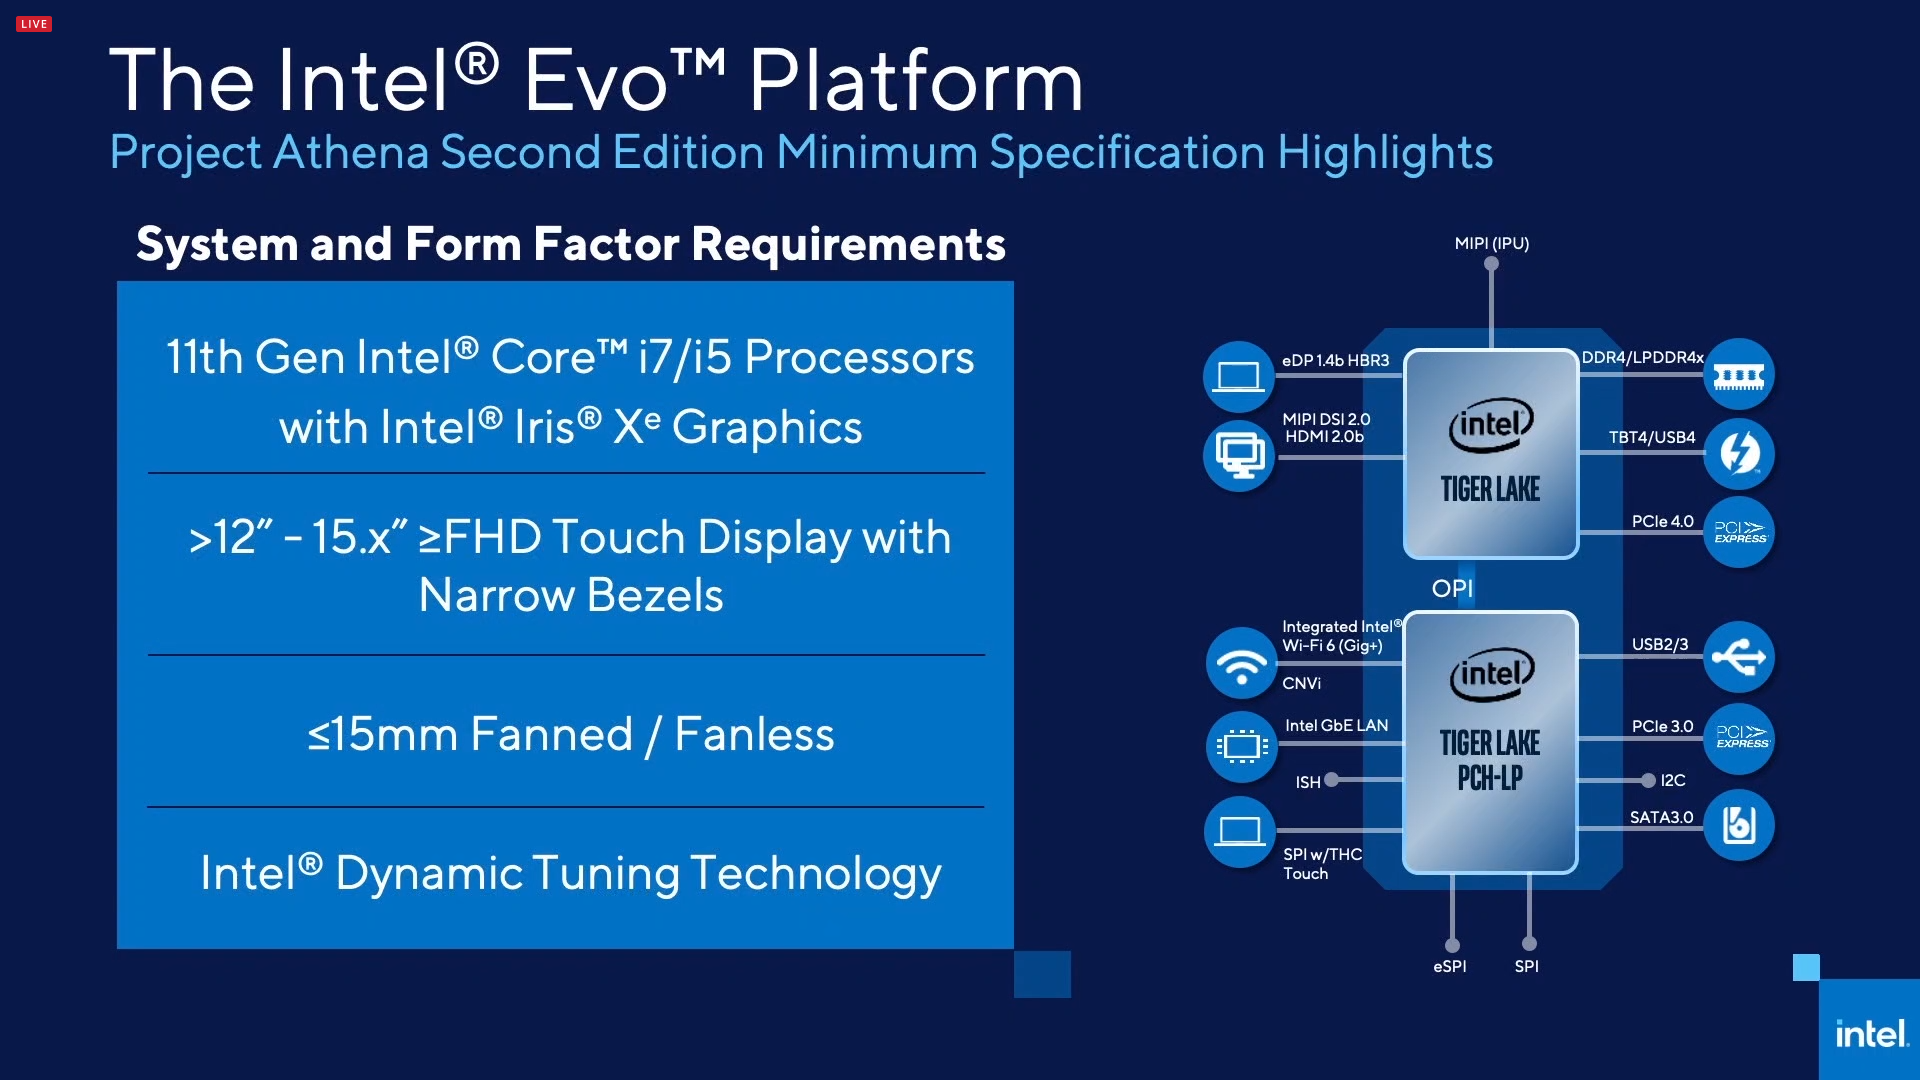 LIVE
The Intel® Evo™ Platform
Project Athena Second Edition Minimum Specification Highlights
System and Form Factor Requirements
11th Gen Intel® Core™ i7/i5 Processors
with Intel® Iris® Xᵉ Graphics
>12″ - 15.x″ ≥FHD Touch Display with
Narrow Bezels
≤15mm Fanned / Fanless
Intel® Dynamic Tuning Technology
MIPI (IPU)
eDP 1.4b HBR3
MIPI DSI 2.0
HDMI 2.0b
intel®
TIGER LAKE
DDR4/LPDDR4x
TBT4/USB4
PCIe 4.0
PCI
EXPRESS®
OPI
Integrated Intel®
Wi-Fi 6 (Gig+)
CNVi
Intel GbE LAN
ISH
SPI w/THC
Touch
intel®
TIGER LAKE
PCH-LP
USB2/3
PCIe 3.0
PCI
EXPRESS®
I2C
SATA3.0
eSPI
SPI
intel.